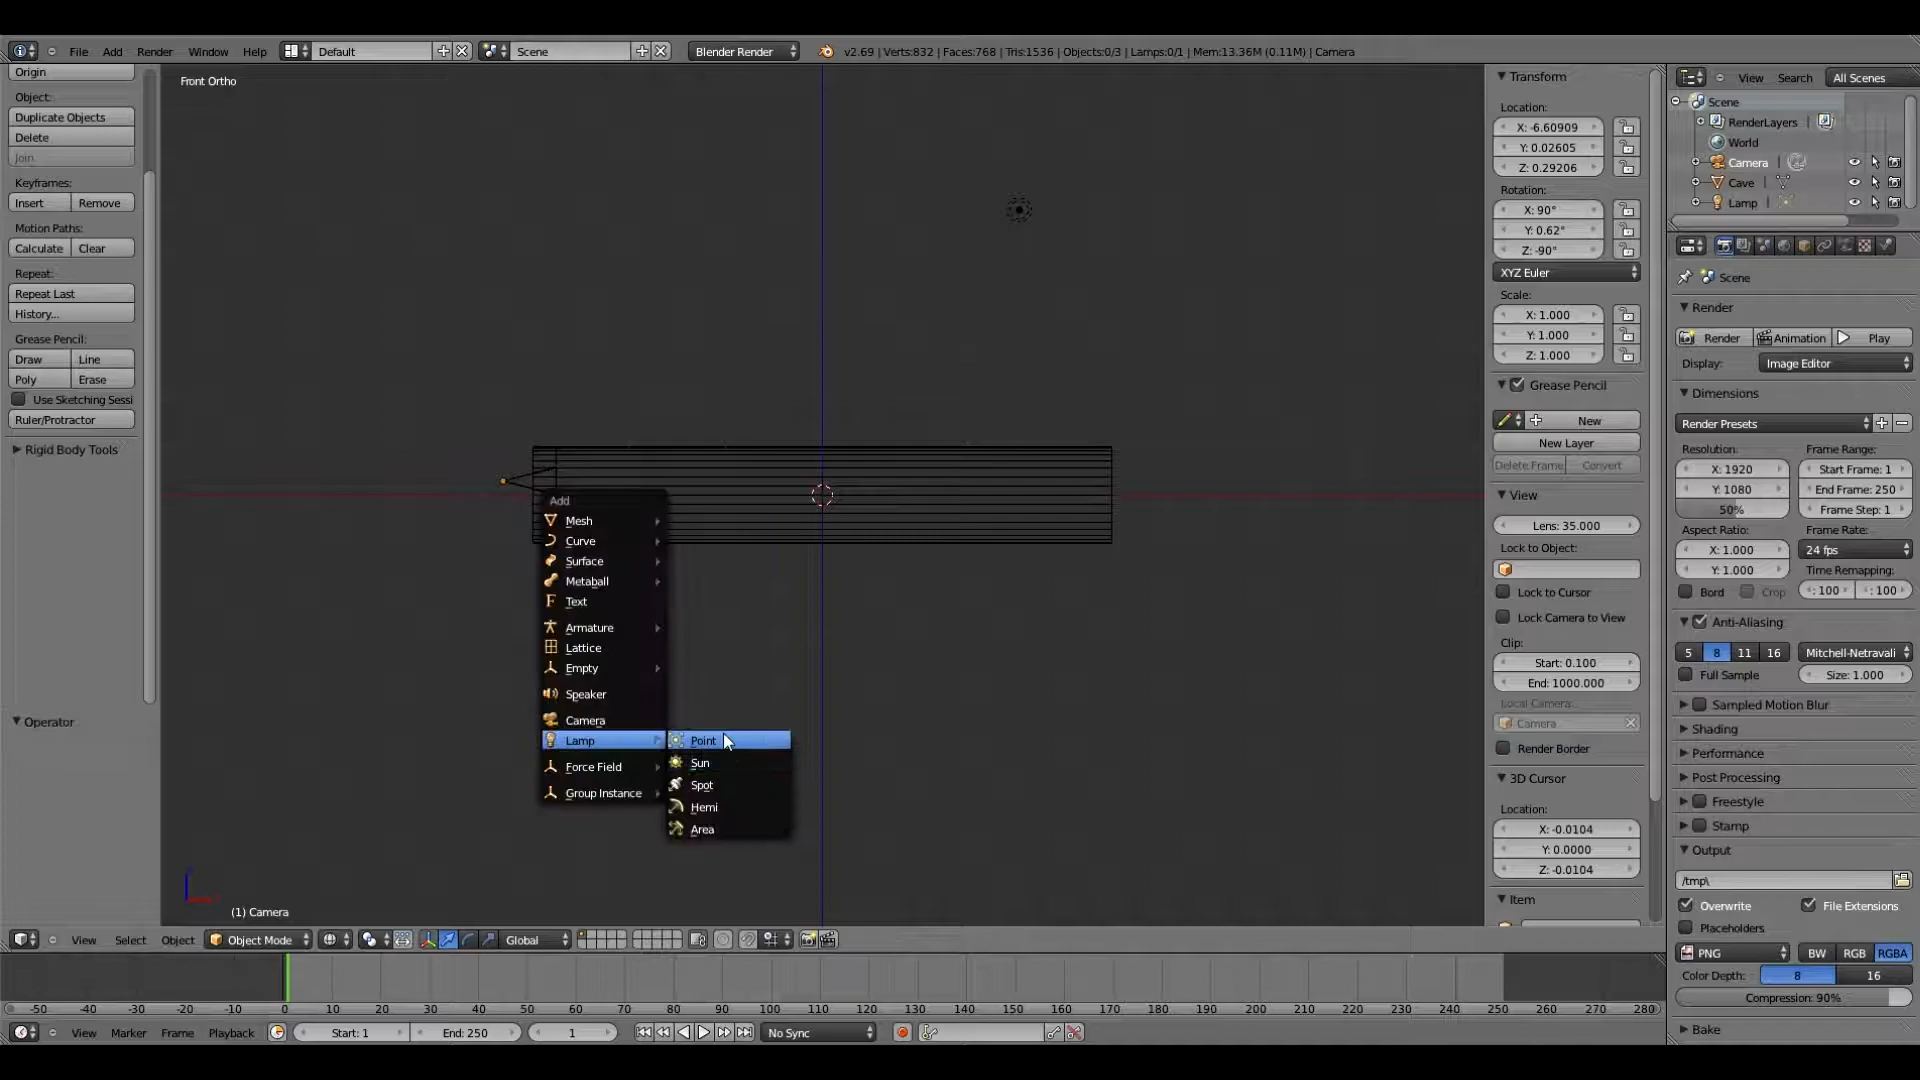 File Add Render Window Help Default Scene Blender Render v2.69 | Verts:832 | Faces:768 | Tris:1536 | Objects:0/3 | Lamps:0/1 | Mem:13.36M (0.11M) | Camera
Origin
Object:
Duplicate Objects
Delete
Join
Keyframes:
Insert Remove
Motion Paths:
Calculate Clear
Repeat:
Repeat Last
History...
Grease Pencil:
Draw Line
Poly Erase
Use Sketching Sessi
Ruler/Protractor
Rigid Body Tools
Operator
Front Ortho
Add
Mesh
Curve
Surface
Metaball
Text
Armature
Lattice
Empty
Speaker
Camera
Lamp
Force Field
Group Instance
Point
Sun
Spot
Hemi
Area
(1) Camera
Transform
Location:
X: -6.60909
Y: 0.02605
Z: 0.29206
Rotation:
X: 90°
Y: 0.62°
Z: -90°
XYZ Euler
Scale:
X: 1.000
Y: 1.000
Z: 1.000
Grease Pencil
New
New Layer
Delete Frame Convert
View
Lens: 35.000
Lock to Object:
Lock to Cursor
Lock Camera to View
Clip:
Start: 0.100
End: 1000.000
Local Camera:
Camera
Render Border
3D Cursor
Location:
X: -0.0104
Y: 0.0000
Z: -0.0104
Item
View Search All Scenes
Scene
RenderLayers
World
Camera
Cave
Lamp
Scene
Render
Render Animation Play
Display: Image Editor
Dimensions
Render Presets
Resolution: Frame Range:
X: 1920 Start Frame: 1
Y: 1080 End Frame: 250
50% Frame Step: 1
Aspect Ratio: Frame Rate:
X: 1.000 24 fps
Y: 1.000 Time Remapping:
Bord Crop : 100 : 100
Anti-Aliasing
5 8 11 16 Mitchell-Netravali
Full Sample Size: 1.000
Sampled Motion Blur
Shading
Performance
Post Processing
Freestyle
Stamp
Output
/tmp\
Overwrite File Extensions
Placeholders
PNG BW RGB RGBA
Color Depth: 8 16
Compression: 90%
Bake
View Select Object Object Mode Global
-50 -40 -30 -20 -10 0 10 20 30 40 50 60 70 80 90 100 110 120 130 140 150 160 170 180 190 200 210 220 230 240 250 260 270 280
View Marker Frame Playback Start: 1 End: 250 1 No Sync